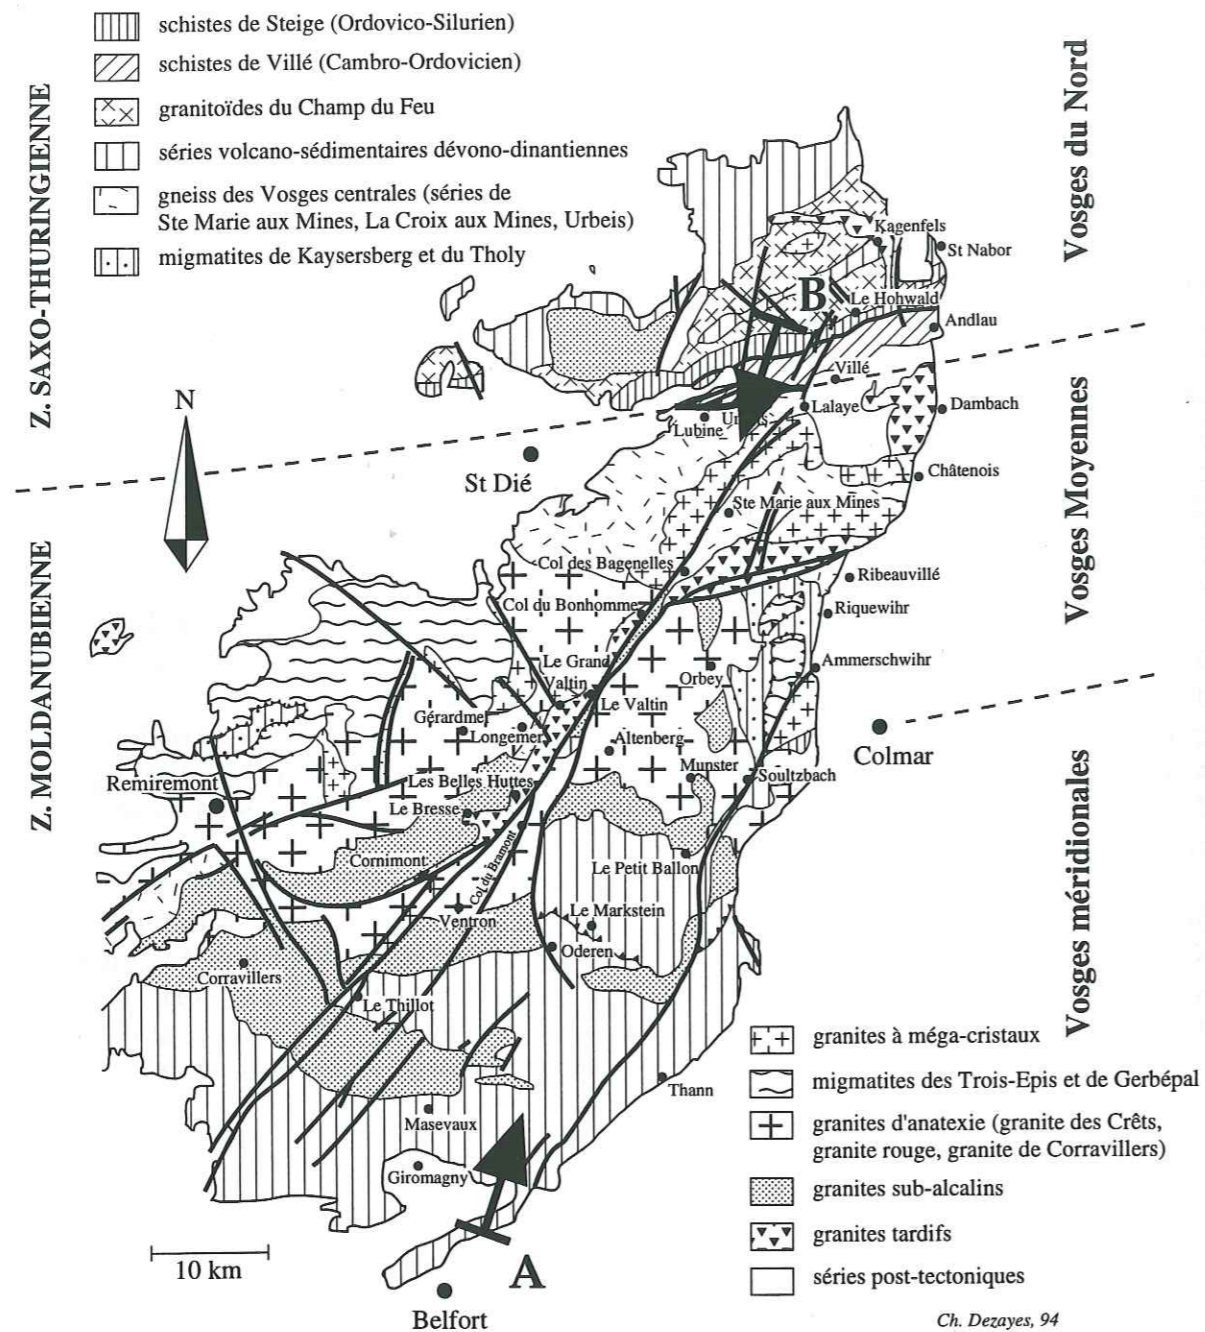 schistes de Steige (Ordovico-Silurien)
schistes de Villé (Cambro-Ordovicien)
granitoïdes du Champ du Feu
séries volcano-sédimentaires dévono-dinantiennes
gneiss des Vosges centrales (séries de
Ste Marie aux Mines, La Croix aux Mines, Urbeis)
migmatites de Kaysersberg et du Tholy
Z. SAXO-THURINGIENNE
Z. MOLDANUBIENNE
Vosges du Nord
Vosges Moyennes
Vosges méridionales
N
Kagenfels
St Nabor
B
Le Hohwald
Andlau
Villé
Lalaye
Dambach
Lubine
St Dié
Châtenois
Ste Marie aux Mines
Col des Bagenelles
Ribeauvillé
Col du Bonhomme
Riquewihr
Le Grand
Valtin
Ammerschwihr
Orbey
Le Valtin
Gérardmer
Longemer
Altenberg
Colmar
Munster
Soultzbach
Remiremont
Les Belles Huttes
Le Bresse
Cornimont
Col du Bramont
Le Petit Ballon
Ventron
Le Markstein
Oderen
Corravillers
Le Thillot
Thann
Masevaux
Giromagny
A
Belfort
10 km
granites à méga-cristaux
migmatites des Trois-Epis et de Gerbépal
granites d'anatexie (granite des Crêts,
granite rouge, granite de Corravillers)
granites sub-alcalins
granites tardifs
séries post-tectoniques
Ch. Dezayes, 94